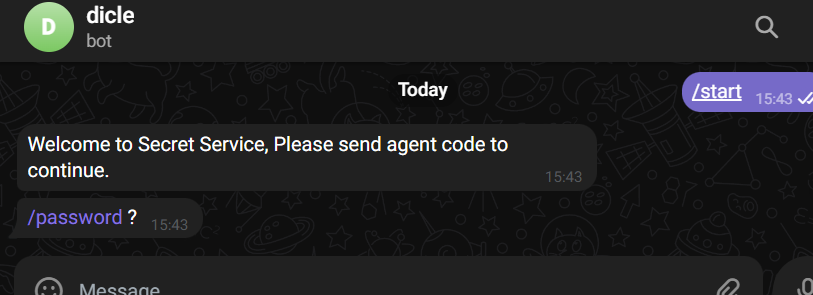 D
dicle
bot
Today
/start 15:43
Welcome to Secret Service, Please send agent code to
continue.
15:43
/password ? 15:43
Message